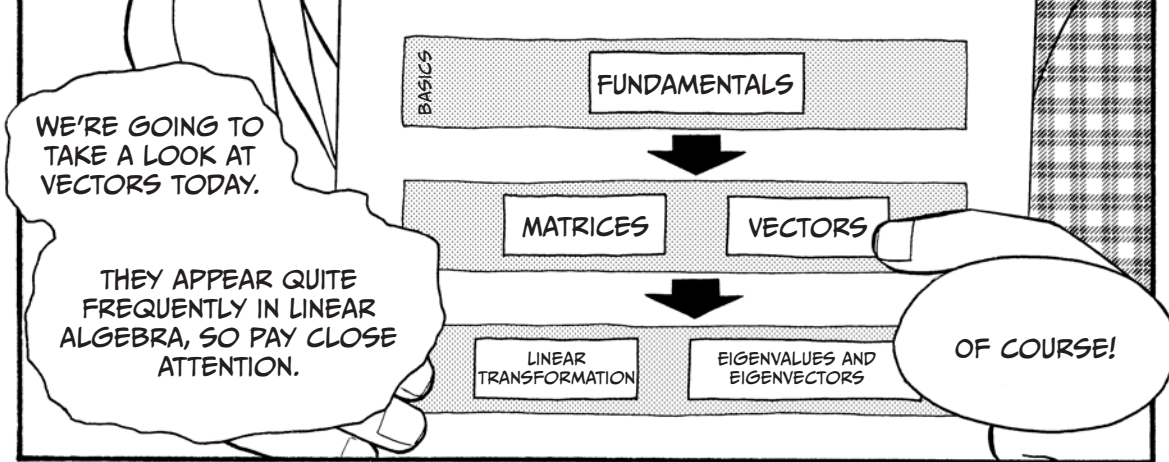 WE'RE GOING TO
TAKE A LOOK AT
VECTORS TODAY.
THEY APPEAR QUITE
FREQUENTLY IN LINEAR
ALGEBRA, SO PAY CLOSE
ATTENTION.
BASICS
FUNDAMENTALS
MATRICES
VECTORS
LINEAR
TRANSFORMATION
EIGENVALUES AND
EIGENVECTORS
OF COURSE!